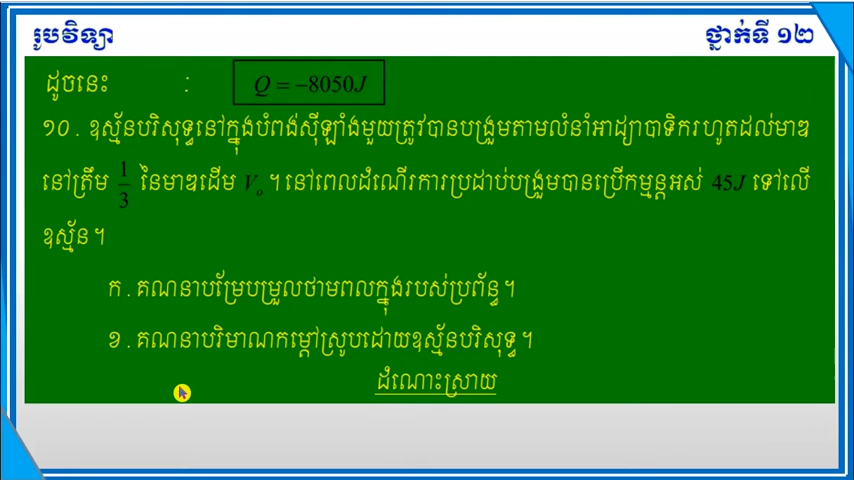 រូបវិទ្យា
ថ្នាក់ទី ១២
ដូចនេះ : Q = −8050J
១០ . ឧស្ម័នបរិសុទ្ធនៅក្នុងបំពង់ស៊ីឡាំងមួយត្រូវបានបង្រួមតាមលំនាំអាដ្យាបាទិករហូតដល់មាឌ
នៅត្រឹម 1/3 នៃមាឌដើម V₀ ។ នៅពេលដំណើរការប្រដាប់បង្រួមបានប្រើកម្មន្តអស់ 45J ទៅលើ
ឧស្ម័ន។
ក . គណនាបម្រែបម្រួលថាមពលក្នុងរបស់ប្រព័ន្ធ។
ខ . គណនាបរិមាណកម្ដៅស្រូបដោយឧស្ម័នបរិសុទ្ធ។
ដំណោះស្រាយ